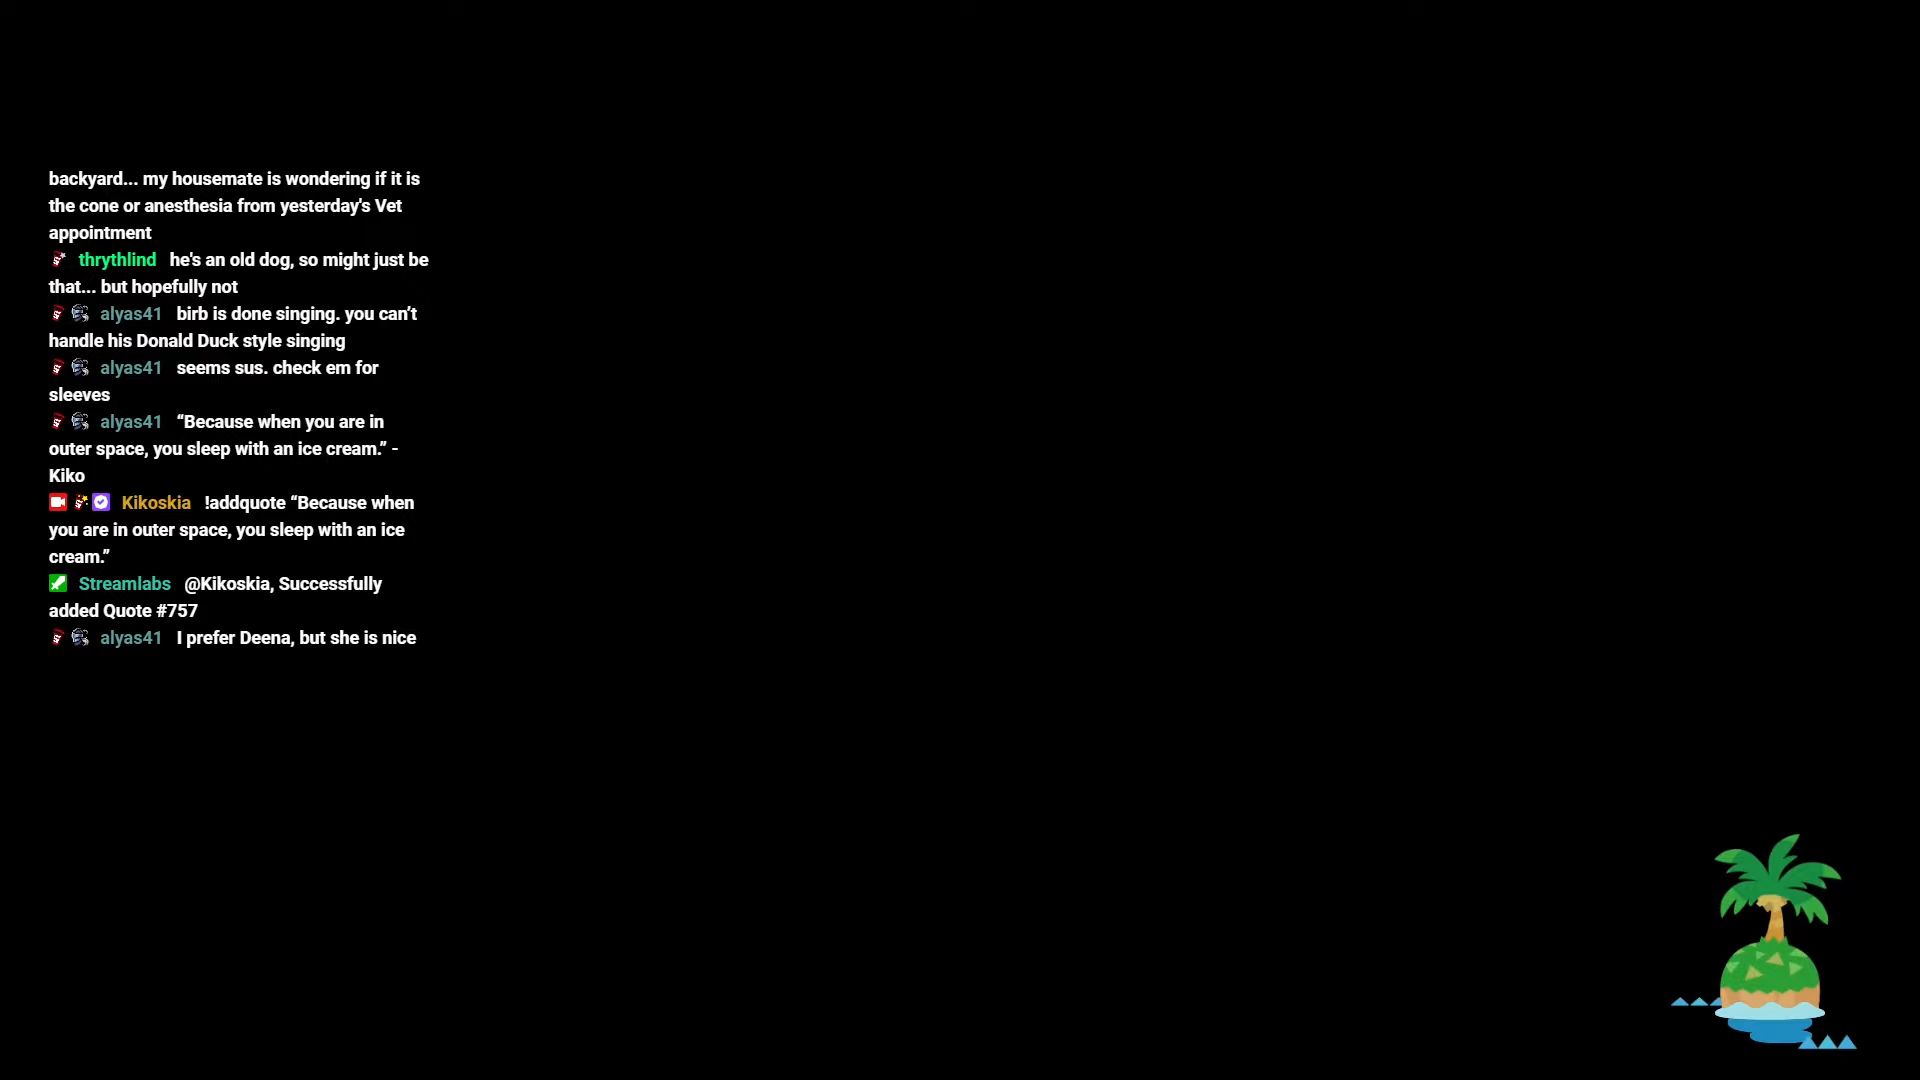 backyard... my housemate is wondering if it is
the cone or anesthesia from yesterday's Vet
appointment
thrythlind he's an old dog, so might just be
that... but hopefully not
alyas41 birb is done singing. you can’t
handle his Donald Duck style singing
alyas41 seems sus. check em for
sleeves
alyas41 “Because when you are in
outer space, you sleep with an ice cream.” -
Kiko
Kikoskia !addquote “Because when
you are in outer space, you sleep with an ice
cream.”
Streamlabs @Kikoskia, Successfully
added Quote #757
alyas41 I prefer Deena, but she is nice